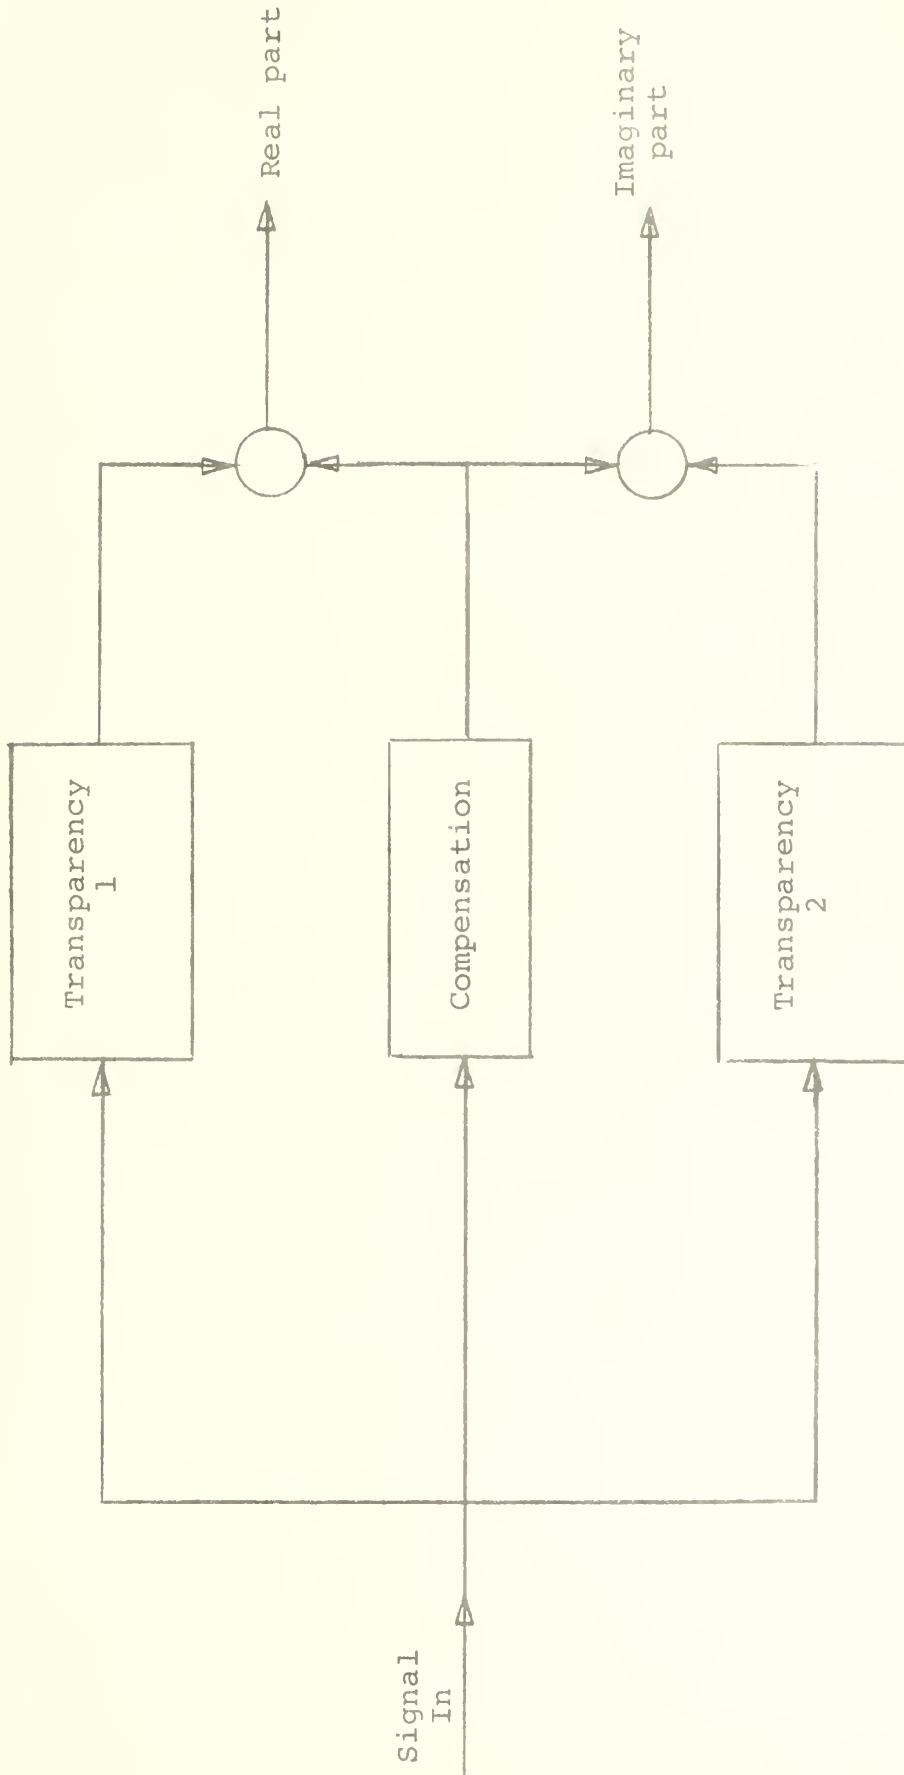 Signal
In
Transparency
1
Compensation
Transparency
2
Real part
Imaginary
part